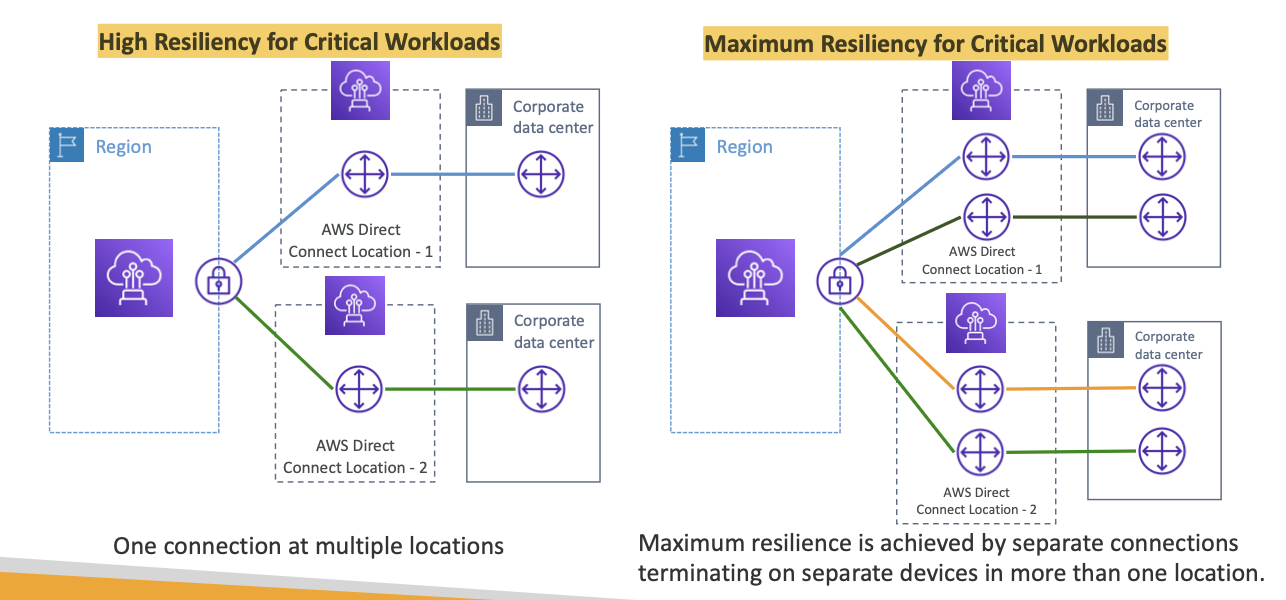 High Resiliency for Critical Workloads
Region
Corporate
data center
AWS Direct
Connect Location - 1
Corporate
data center
AWS Direct
Connect Location - 2
One connection at multiple locations
Maximum Resiliency for Critical Workloads
Region
Corporate
data center
AWS Direct
Connect Location - 1
Corporate
data center
AWS Direct
Connect Location - 2
Maximum resilience is achieved by separate connections
terminating on separate devices in more than one location.